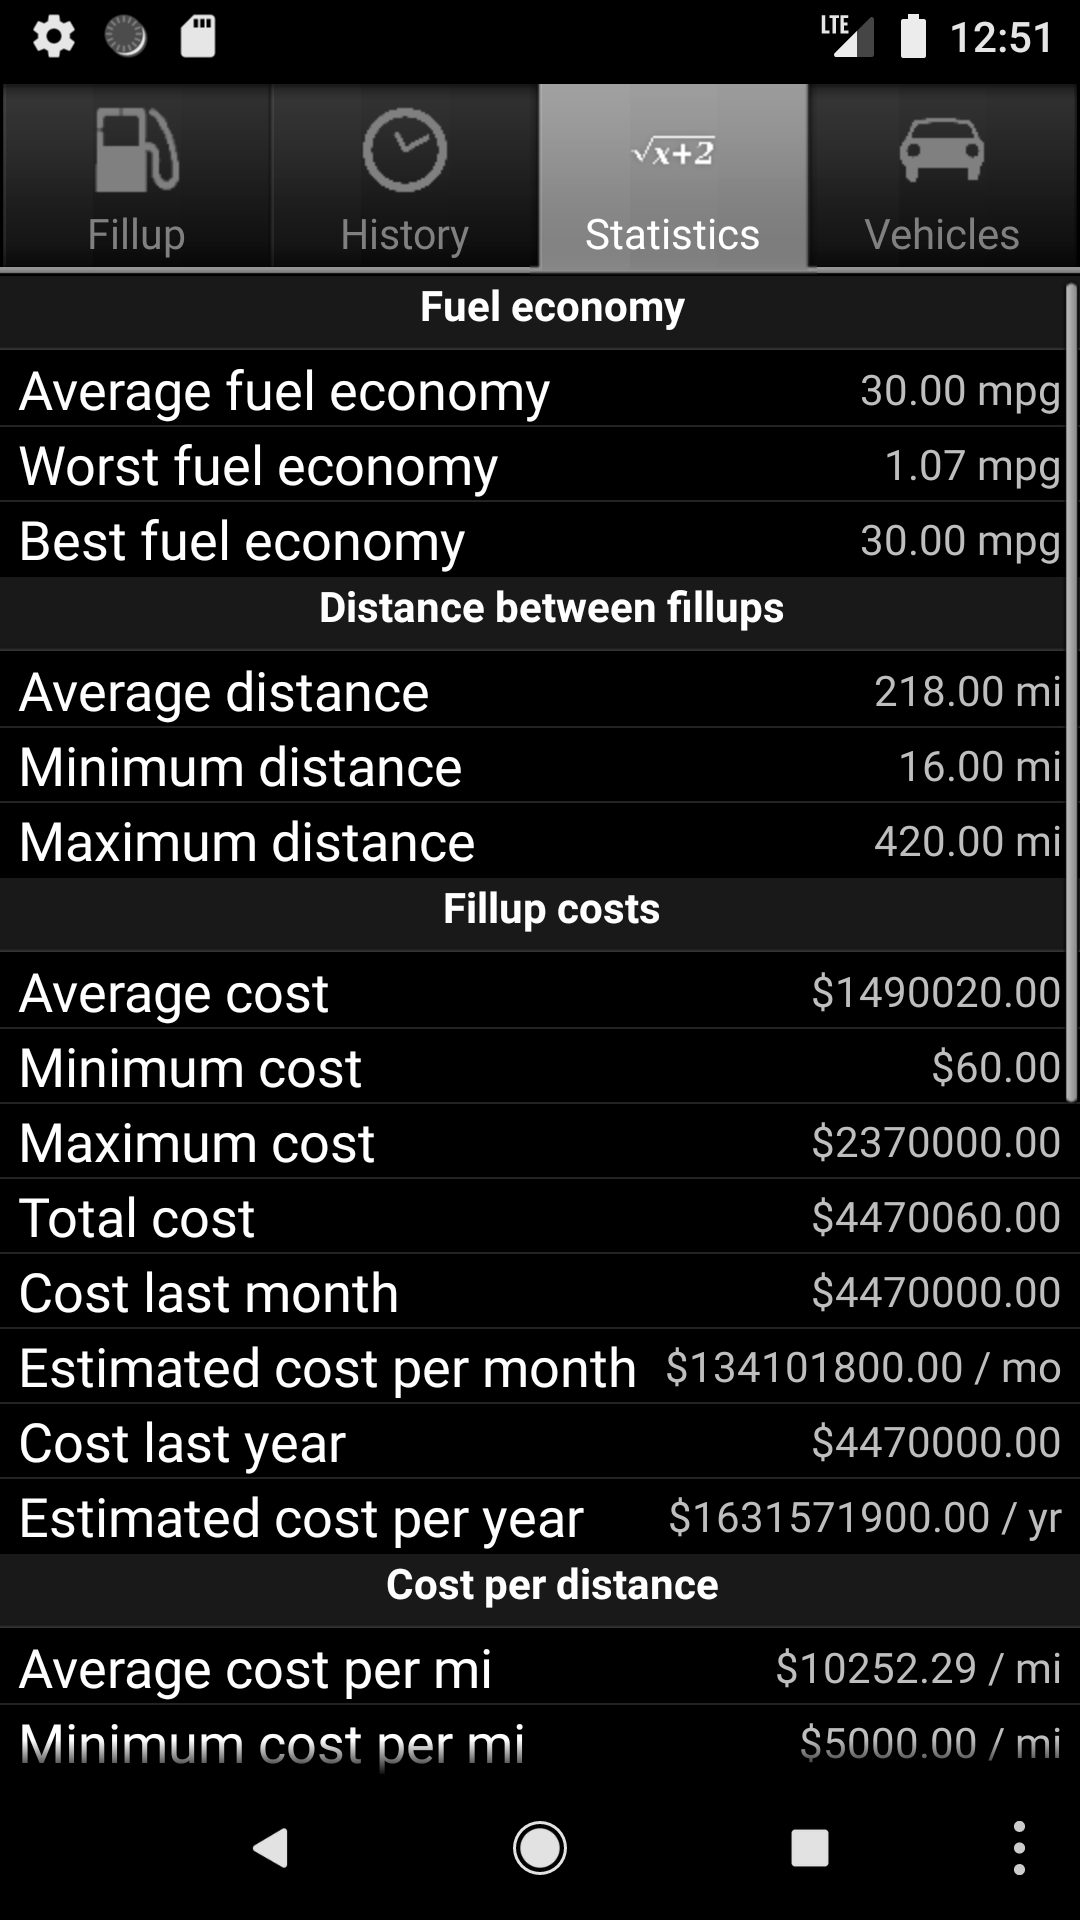 LTE 12:51
√x+2
Fillup History Statistics Vehicles
Fuel economy
Average fuel economy 30.00 mpg
Worst fuel economy 1.07 mpg
Best fuel economy 30.00 mpg
Distance between fillups
Average distance 218.00 mi
Minimum distance 16.00 mi
Maximum distance 420.00 mi
Fillup costs
Average cost $1490020.00
Minimum cost $60.00
Maximum cost $2370000.00
Total cost $4470060.00
Cost last month $4470000.00
Estimated cost per month $134101800.00 / mo
Cost last year $4470000.00
Estimated cost per year $1631571900.00 / yr
Cost per distance
Average cost per mi $10252.29 / mi
Minimum cost per mi $5000.00 / mi